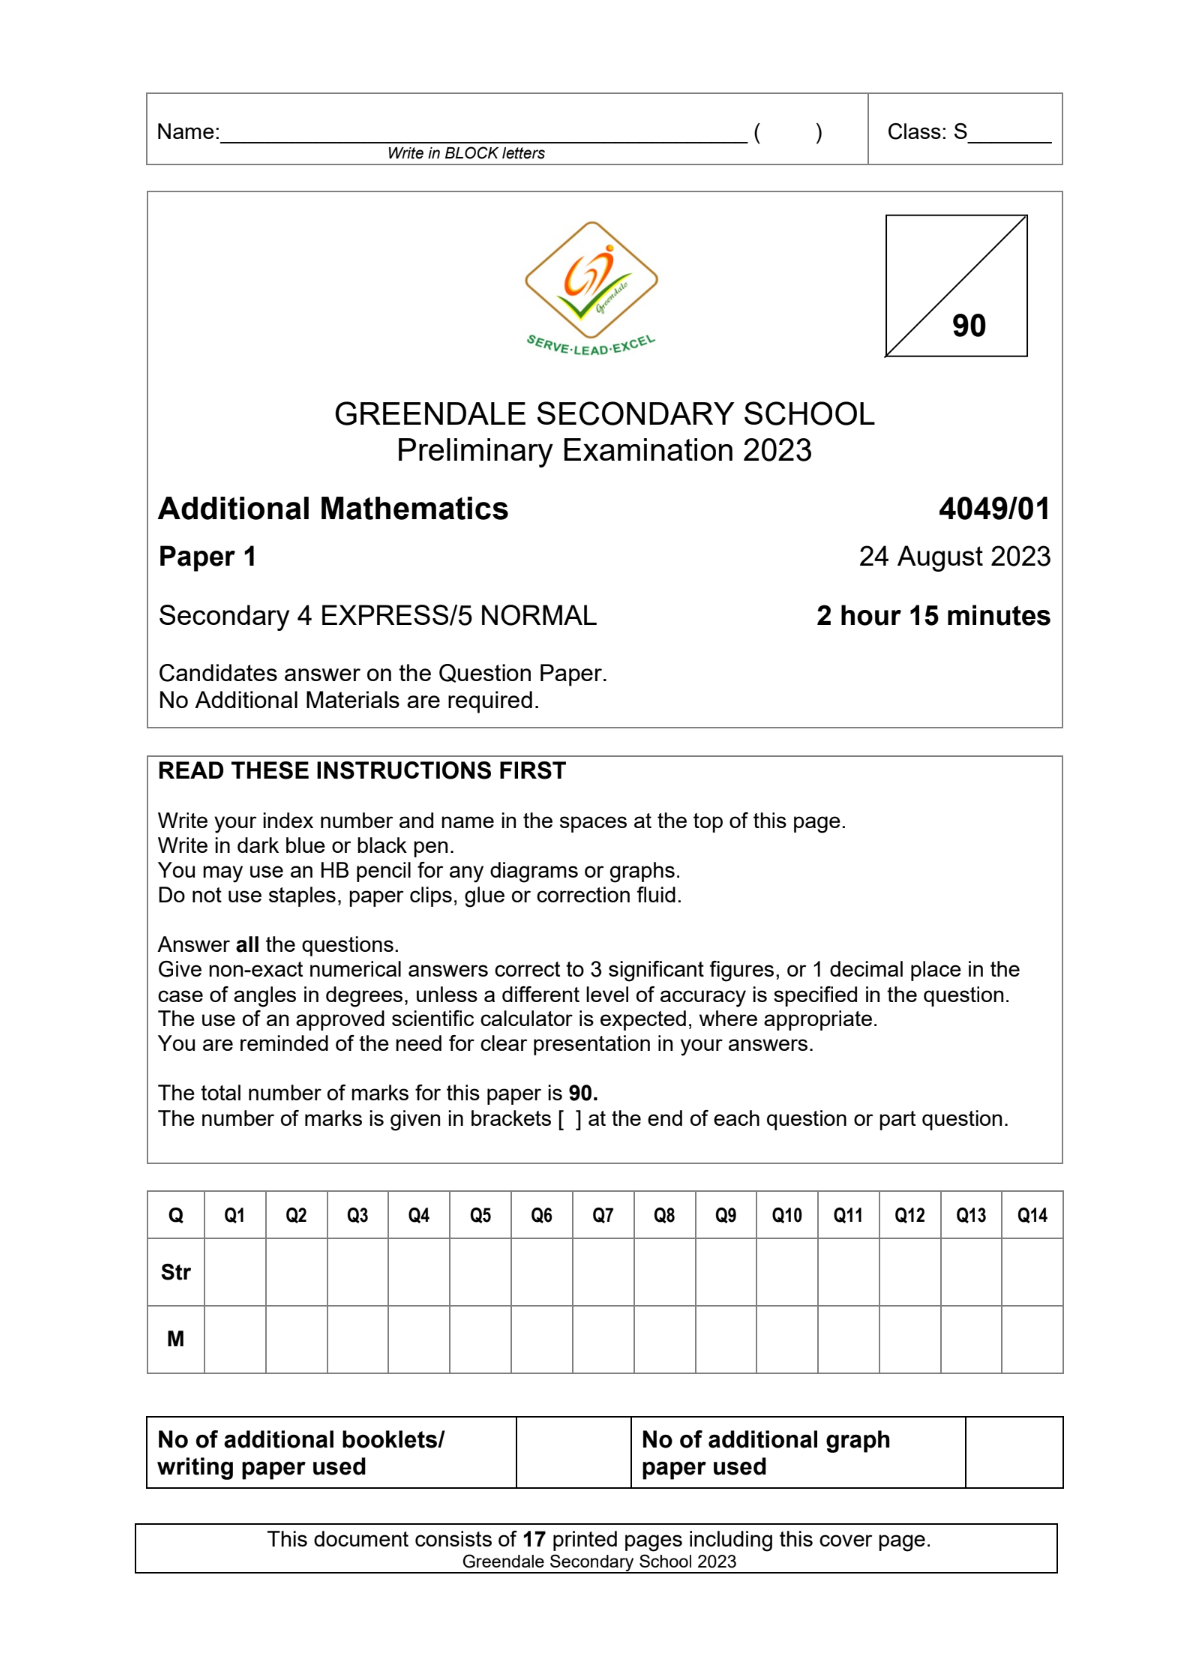 Name:____________________________________________ (        )
Class: S_______
Write in BLOCK letters
Greendale
SERVE·LEAD·EXCEL
90
GREENDALE SECONDARY SCHOOL
Preliminary Examination 2023
Additional Mathematics 4049/01
Paper 1 24 August 2023
Secondary 4 EXPRESS/5 NORMAL 2 hour 15 minutes
Candidates answer on the Question Paper.
No Additional Materials are required.
READ THESE INSTRUCTIONS FIRST
Write your index number and name in the spaces at the top of this page.
Write in dark blue or black pen.
You may use an HB pencil for any diagrams or graphs.
Do not use staples, paper clips, glue or correction fluid.
Answer all the questions.
Give non-exact numerical answers correct to 3 significant figures, or 1 decimal place in the
case of angles in degrees, unless a different level of accuracy is specified in the question.
The use of an approved scientific calculator is expected, where appropriate.
You are reminded of the need for clear presentation in your answers.
The total number of marks for this paper is 90.
The number of marks is given in brackets [  ] at the end of each question or part question.
Q Q1 Q2 Q3 Q4 Q5 Q6 Q7 Q8 Q9 Q10 Q11 Q12 Q13 Q14
Str
M
No of additional booklets/
writing paper used
No of additional graph
paper used
This document consists of 17 printed pages including this cover page.
Greendale Secondary School 2023